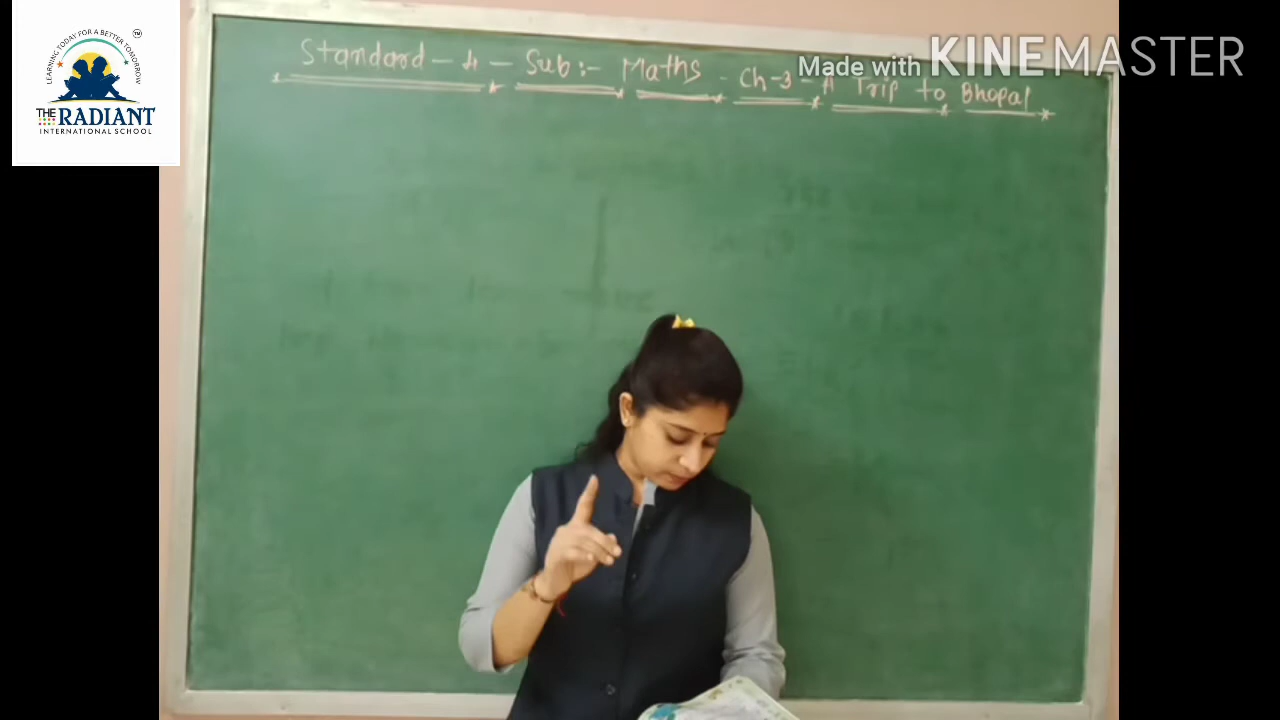 LEARNING TODAY FOR A BETTER TOMORROW
TM
THE RADIANT
INTERNATIONAL SCHOOL
Standard - 4 - Sub :- Maths - Ch-3 - A Trip to Bhopal
Made with KINEMASTER